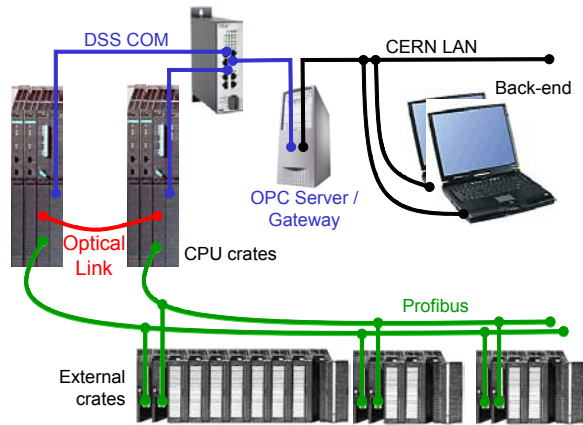 DSS COM
CERN LAN
Back-end
OPC Server /
Gateway
Optical
Link
CPU crates
Profibus
External
crates